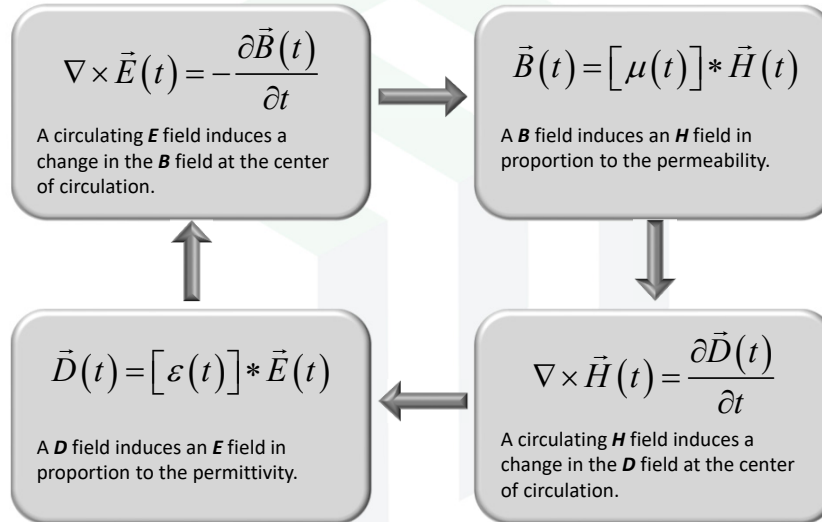 ∇ × E⃗(t) = −∂B⃗(t)/∂t
A circulating E field induces a
change in the B field at the center
of circulation.
B⃗(t) = [μ(t)] * H⃗(t)
A B field induces an H field in
proportion to the permeability.
D⃗(t) = [ε(t)] * E⃗(t)
A D field induces an E field in
proportion to the permittivity.
∇ × H⃗(t) = ∂D⃗(t)/∂t
A circulating H field induces a
change in the D field at the center
of circulation.